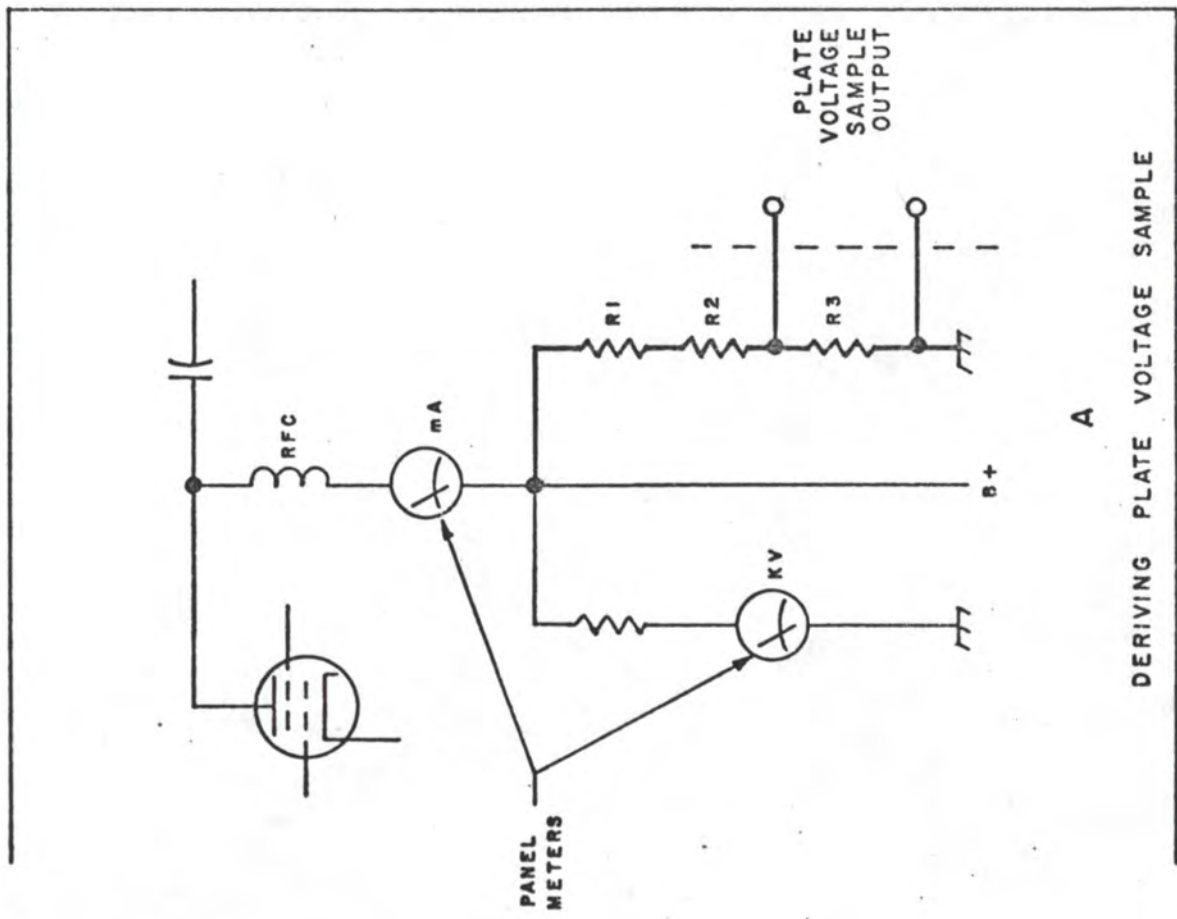 PLATE
VOLTAGE
SAMPLE
OUTPUT
RFC
mA
R1
R2
R3
KV
B+
PANEL
METERS
A
DERIVING PLATE VOLTAGE SAMPLE